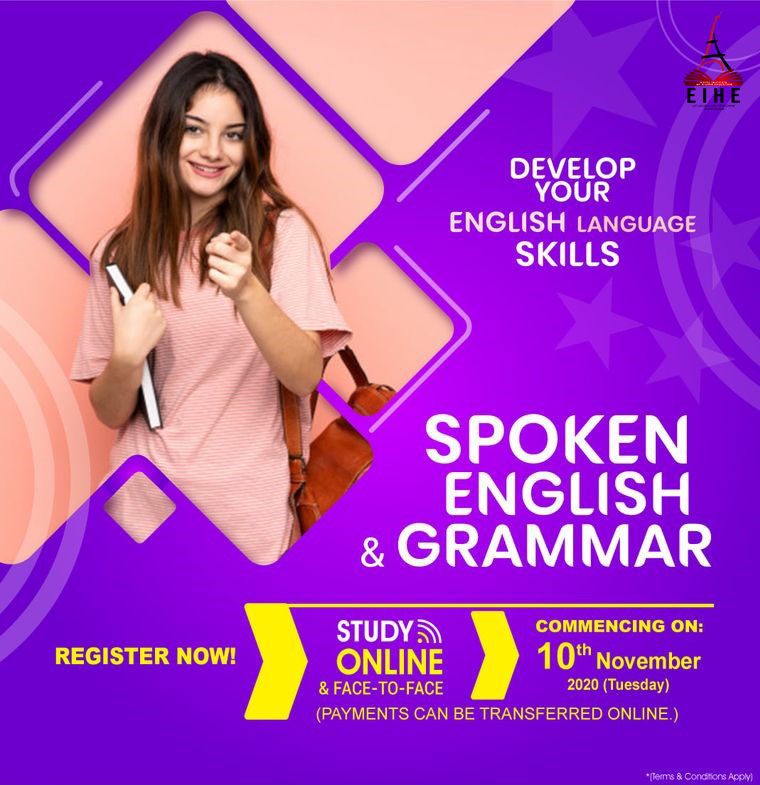 EIHE
DEVELOP
YOUR
ENGLISH LANGUAGE
SKILLS
SPOKEN
ENGLISH
& GRAMMAR
REGISTER NOW!
STUDY
ONLINE
& FACE-TO-FACE
COMMENCING ON:
10th November
2020 (Tuesday)
(PAYMENTS CAN BE TRANSFERRED ONLINE.)
*(Terms & Conditions Apply)